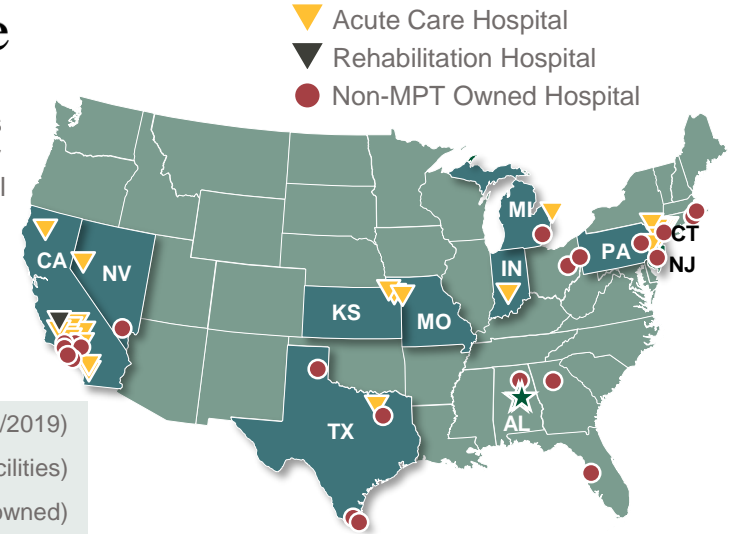 e
Acute Care Hospital
Rehabilitation Hospital
Non-MPT Owned Hospital
s
l
MI
CT
CA
NV
PA
NJ
IN
KS
MO
TX
AL
/2019)
cilities)
owned)